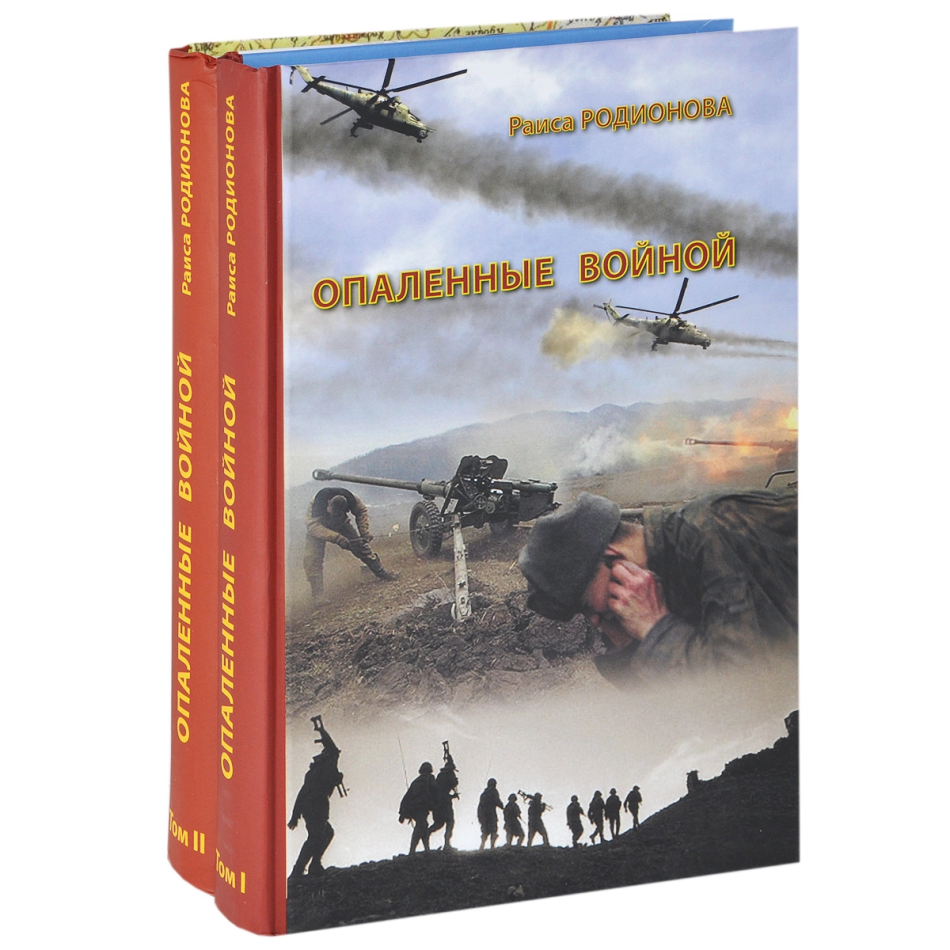 Раиса РОДИОНОВА
ОПАЛЕННЫЕ ВОЙНОЙ
Том I ОПАЛЕННЫЕ ВОЙНОЙ Раиса РОДИОНОВА
Том II ОПАЛЕННЫЕ ВОЙНОЙ Раиса РОДИОНОВА